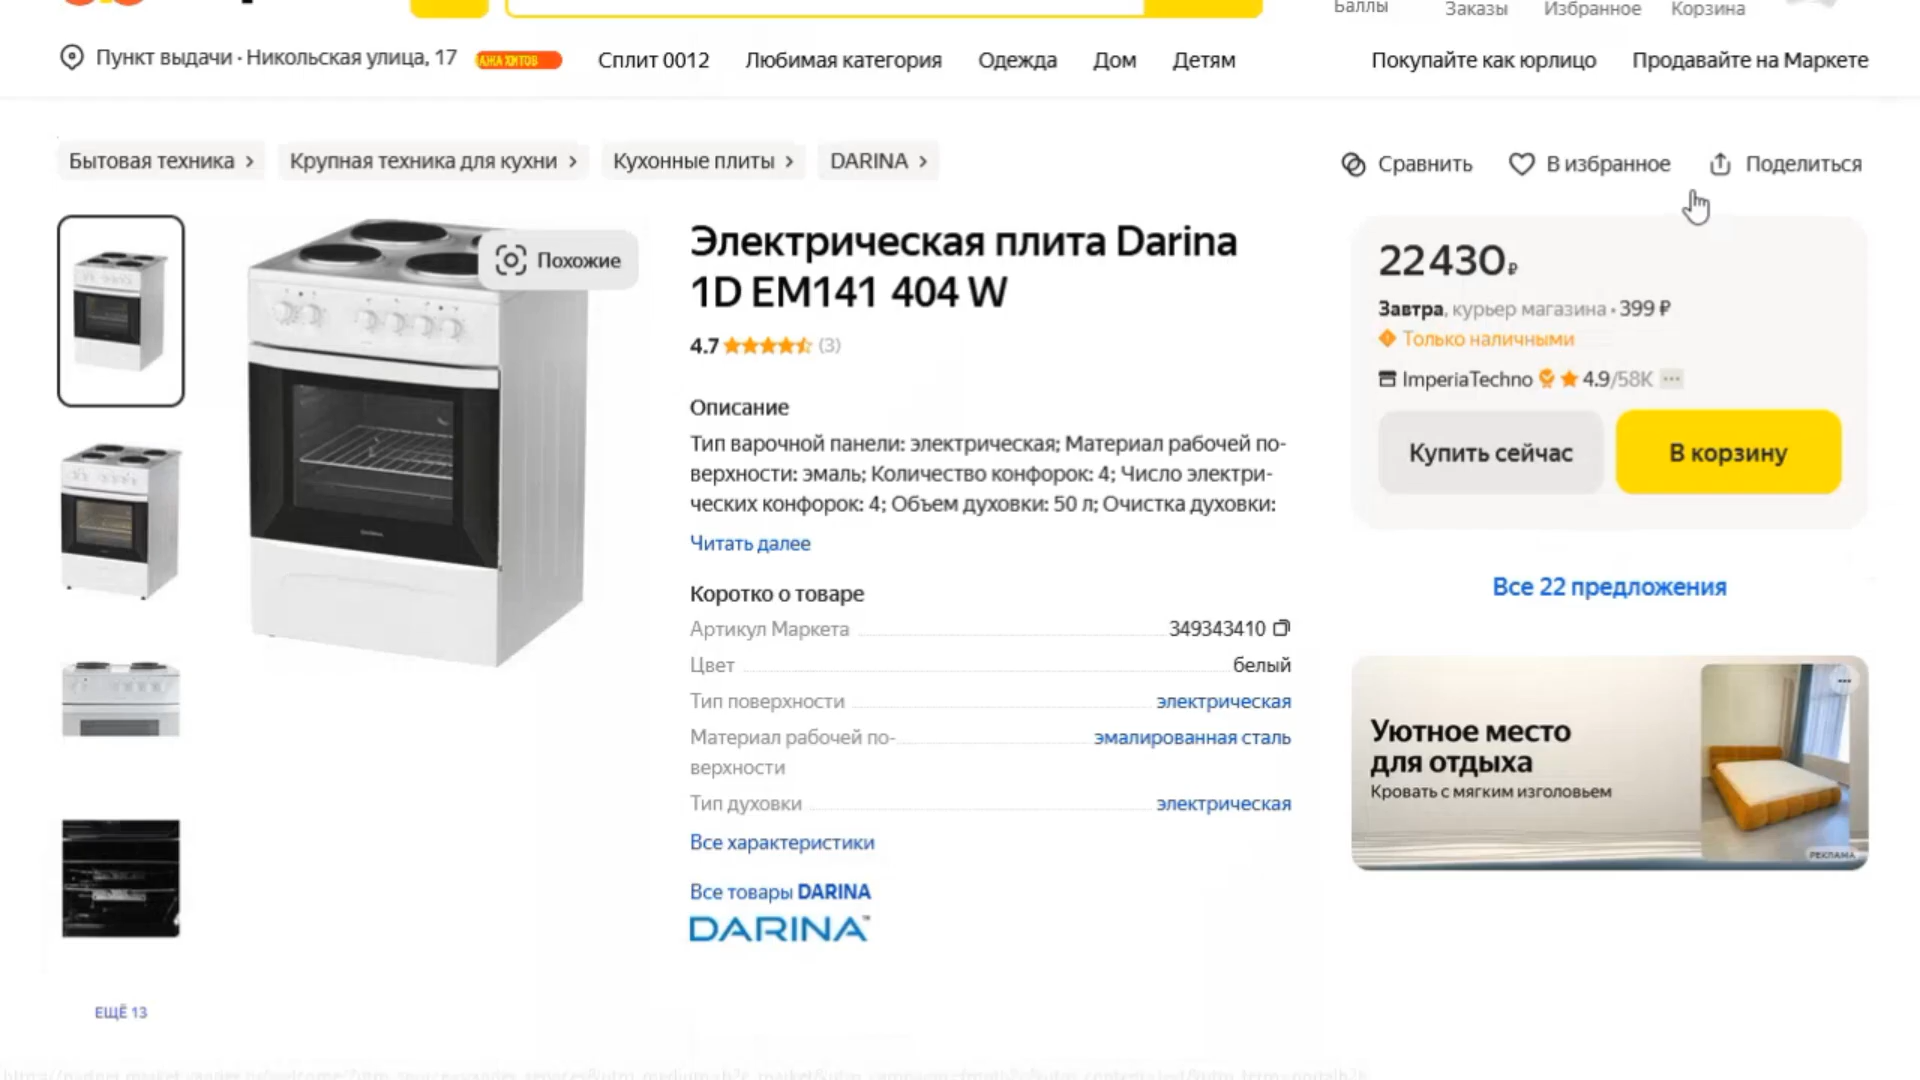 Баллы
Заказы
Избранное
Корзина
Пункт выдачи · Никольская улица, 17
Сплит 0012
Любимая категория
Одежда
Дом
Детям
Покупайте как юрлицо
Продавайте на Маркете
Бытовая техника >
Крупная техника для кухни >
Кухонные плиты >
DARINA >
Сравнить
В избранное
Поделиться
Похожие
Электрическая плита Darina
1D EM141 404 W
4.7 (3)
Описание
Тип варочной панели: электрическая; Материал рабочей по-
верхности: эмаль; Количество конфорок: 4; Число электри-
ческих конфорок: 4; Объем духовки: 50 л; Очистка духовки:
Читать далее
Коротко о товаре
Артикул Маркета 349343410
Цвет белый
Тип поверхности электрическая
Материал рабочей по- эмалированная сталь
верхности
Тип духовки электрическая
Все характеристики
Все товары DARINA
DARINA™
ЕЩЁ 13
22 430 ₽
Завтра, курьер магазина · 399 ₽
Только наличными
ImperiaTechno 4.9/58K
Купить сейчас
В корзину
Все 22 предложения
Уютное место
для отдыха
Кровать с мягким изголовьем
РЕКЛАМА